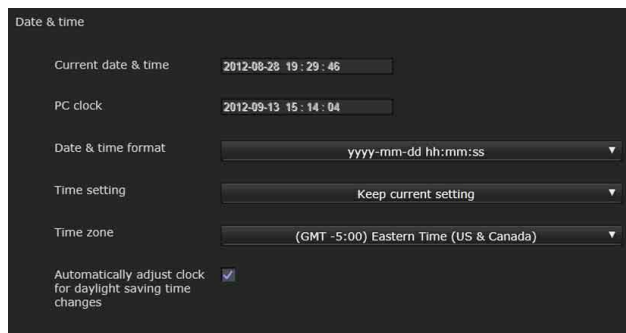 Date & time
Current date & time
2012-08-28 19 : 29 : 46
PC clock
2012-09-13 15 : 14 : 04
Date & time format
yyyy-mm-dd hh:mm:ss
Time setting
Keep current setting
Time zone
(GMT -5:00) Eastern Time (US & Canada)
Automatically adjust clock
for daylight saving time
changes